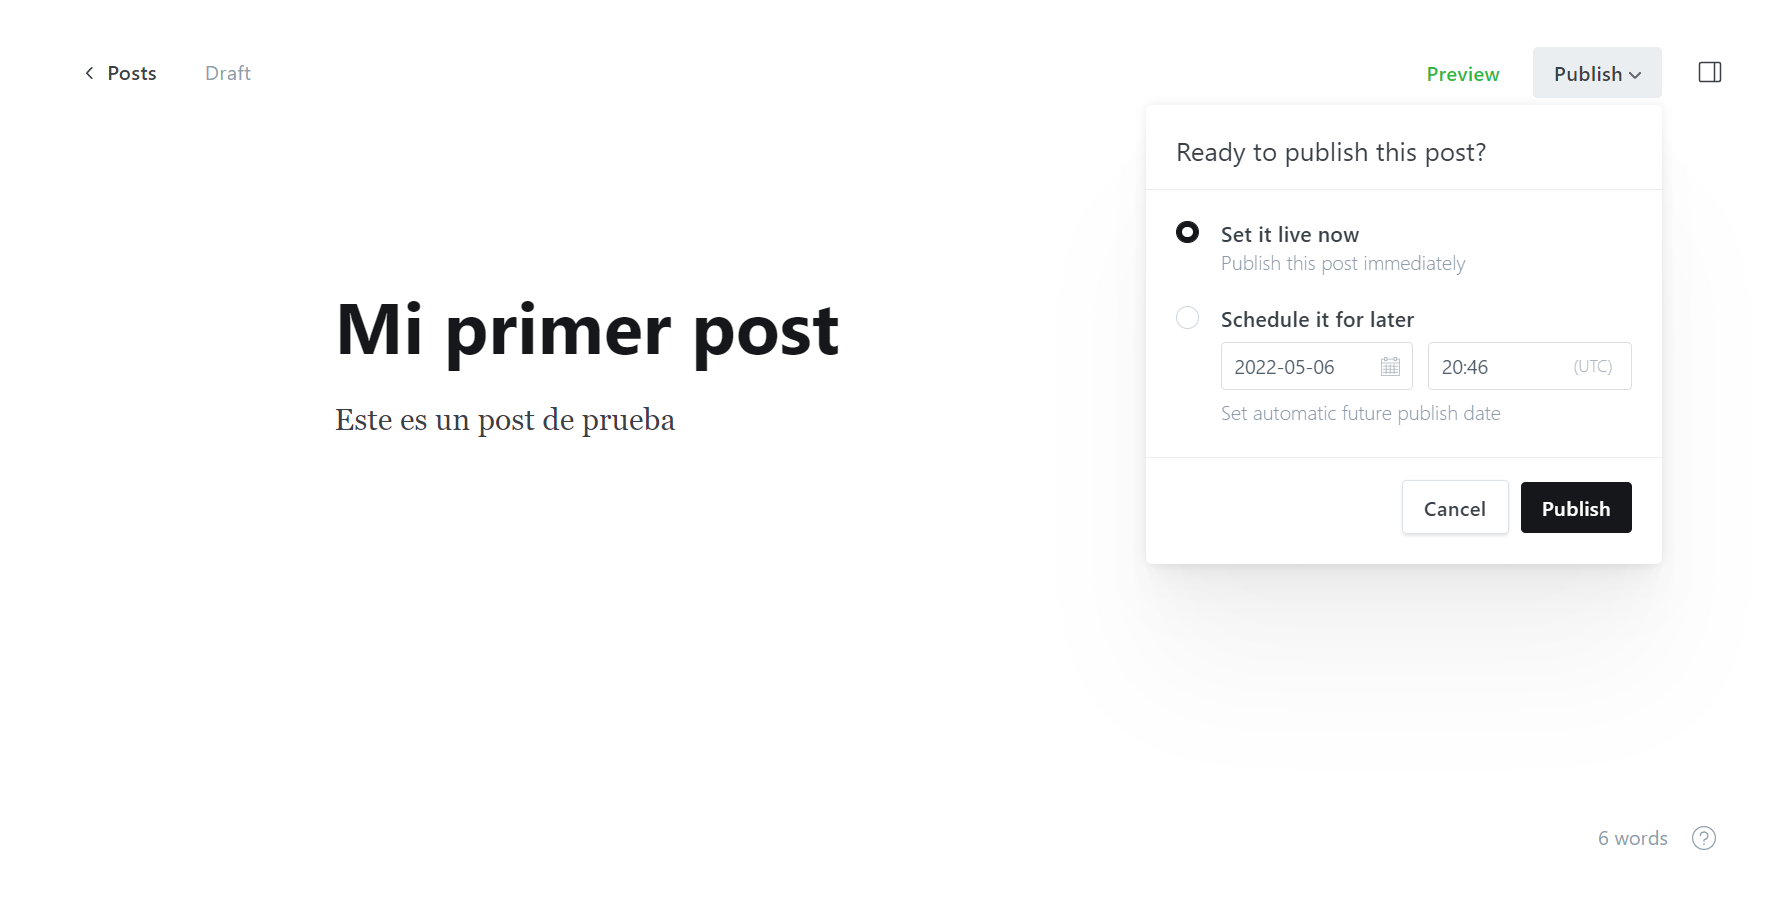 Posts
Draft
Preview
Publish
Ready to publish this post?
Set it live now
Publish this post immediately
Schedule it for later
2022-05-06
20:46
(UTC)
Set automatic future publish date
Cancel
Publish
Mi primer post
Este es un post de prueba
6 words
?